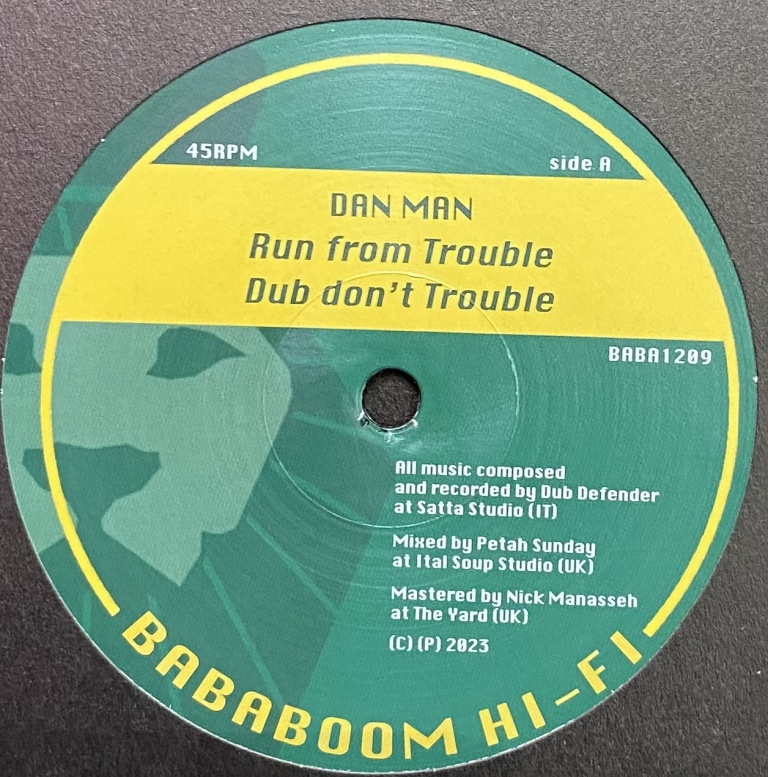 45RPM
side A
DAN MAN
Run from Trouble
Dub don't Trouble
BABA1209
All music composed
and recorded by Dub Defender
at Satta Studio (IT)
Mixed by Petah Sunday
at Ital Soup Studio (UK)
Mastered by Nick Manasseh
at The Yard (UK)
(C) (P) 2023
BABABOOM HI-FI